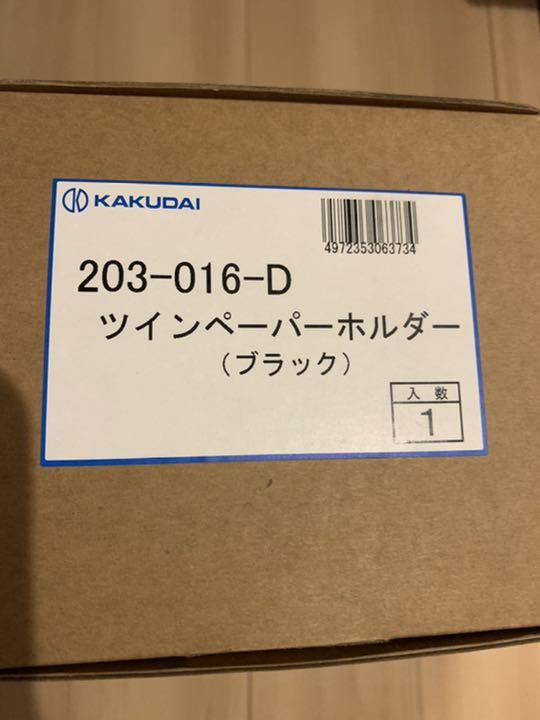 KAKUDAI
4972353063734
203-016-D
ツインペーパーホルダー
(ブラック)
入数
1